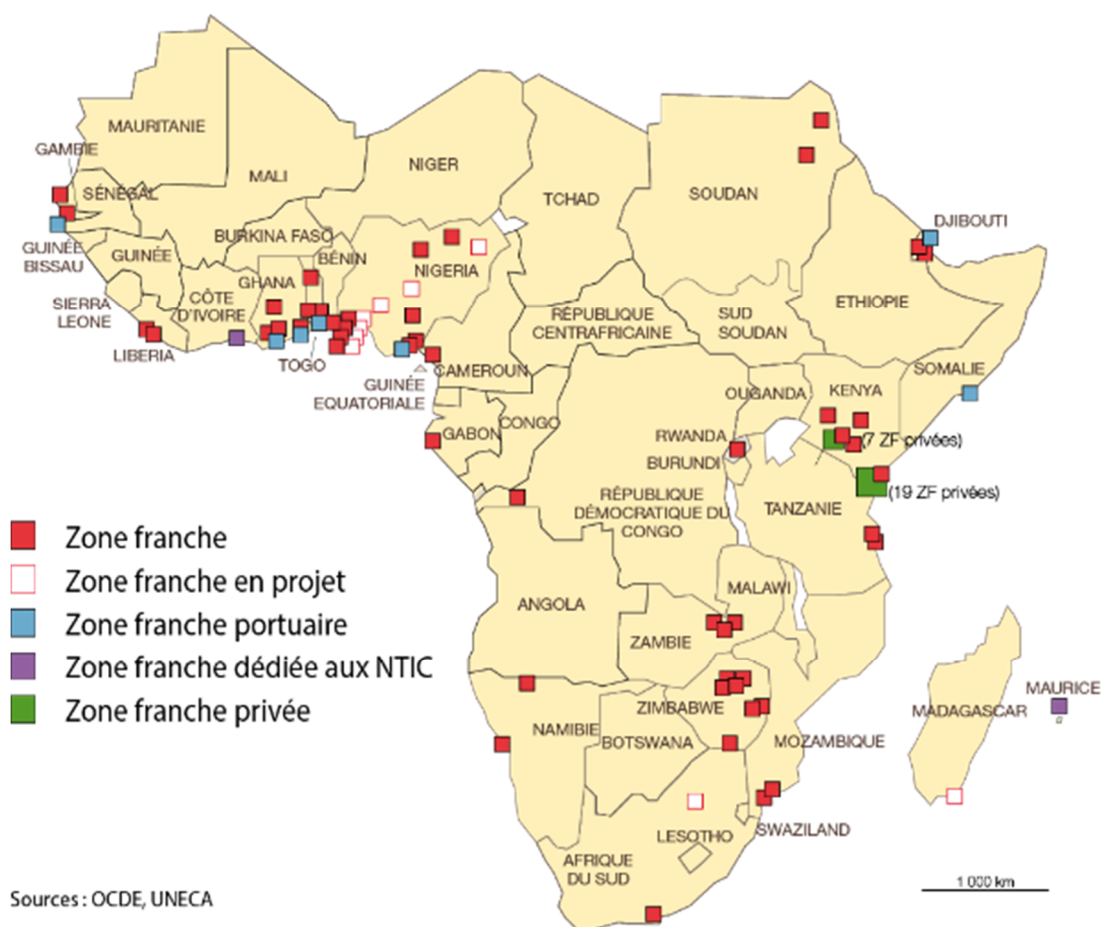 MAURITANIE
GAMBIE
MALI
NIGER
TCHAD
SOUDAN
SÉNÉGAL
DJIBOUTI
GUINÉE
BISSAU
GUINÉE
BURKINA FASO
BÉNIN
NIGERIA
GHANA
CÔTE
D'IVOIRE
SIERRA
LEONE
LIBERIA
TOGO
ETHIOPIE
RÉPUBLIQUE
CENTRAFRICAINE
SUD
SOUDAN
CAMEROUN
GUINÉE
EQUATORIALE
SOMALIE
OUGANDA
KENYA
CONGO
GABON
RWANDA
BURUNDI
(7 ZF privées)
(19 ZF privées)
RÉPUBLIQUE
DÉMOCRATIQUE DU
CONGO
TANZANIE
Zone franche
Zone franche en projet
Zone franche portuaire
Zone franche dédiée aux NTIC
Zone franche privée
ANGOLA
MALAWI
ZAMBIE
MAURICE
MADAGASCAR
ZIMBABWE
NAMIBIE
BOTSWANA
MOZAMBIQUE
LESOTHO
SWAZILAND
AFRIQUE
DU SUD
1 000 km
Sources : OCDE, UNECA